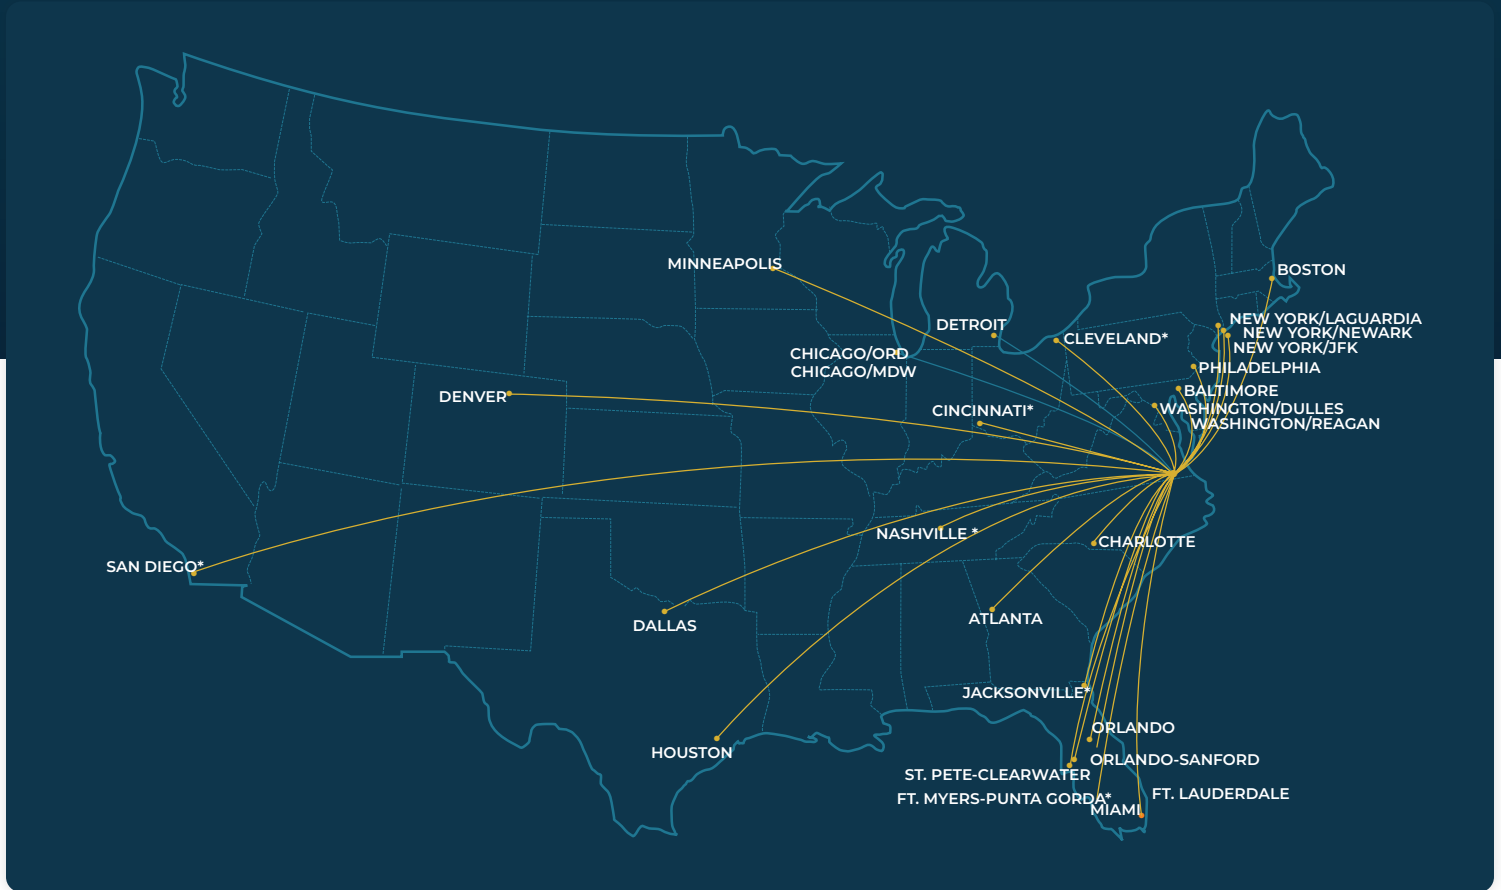 MINNEAPOLIS
BOSTON
NEW YORK/LAGUARDIA
DETROIT
NEW YORK/NEWARK
CLEVELAND*
NEW YORK/JFK
CHICAGO/ORD
PHILADELPHIA
CHICAGO/MDW
BALTIMORE
DENVER
WASHINGTON/DULLES
CINCINNATI*
WASHINGTON/REAGAN
NASHVILLE *
CHARLOTTE
SAN DIEGO*
ATLANTA
DALLAS
JACKSONVILLE*
ORLANDO
HOUSTON
ORLANDO-SANFORD
ST. PETE-CLEARWATER
FT. LAUDERDALE
FT. MYERS-PUNTA GORDA*
MIAMI